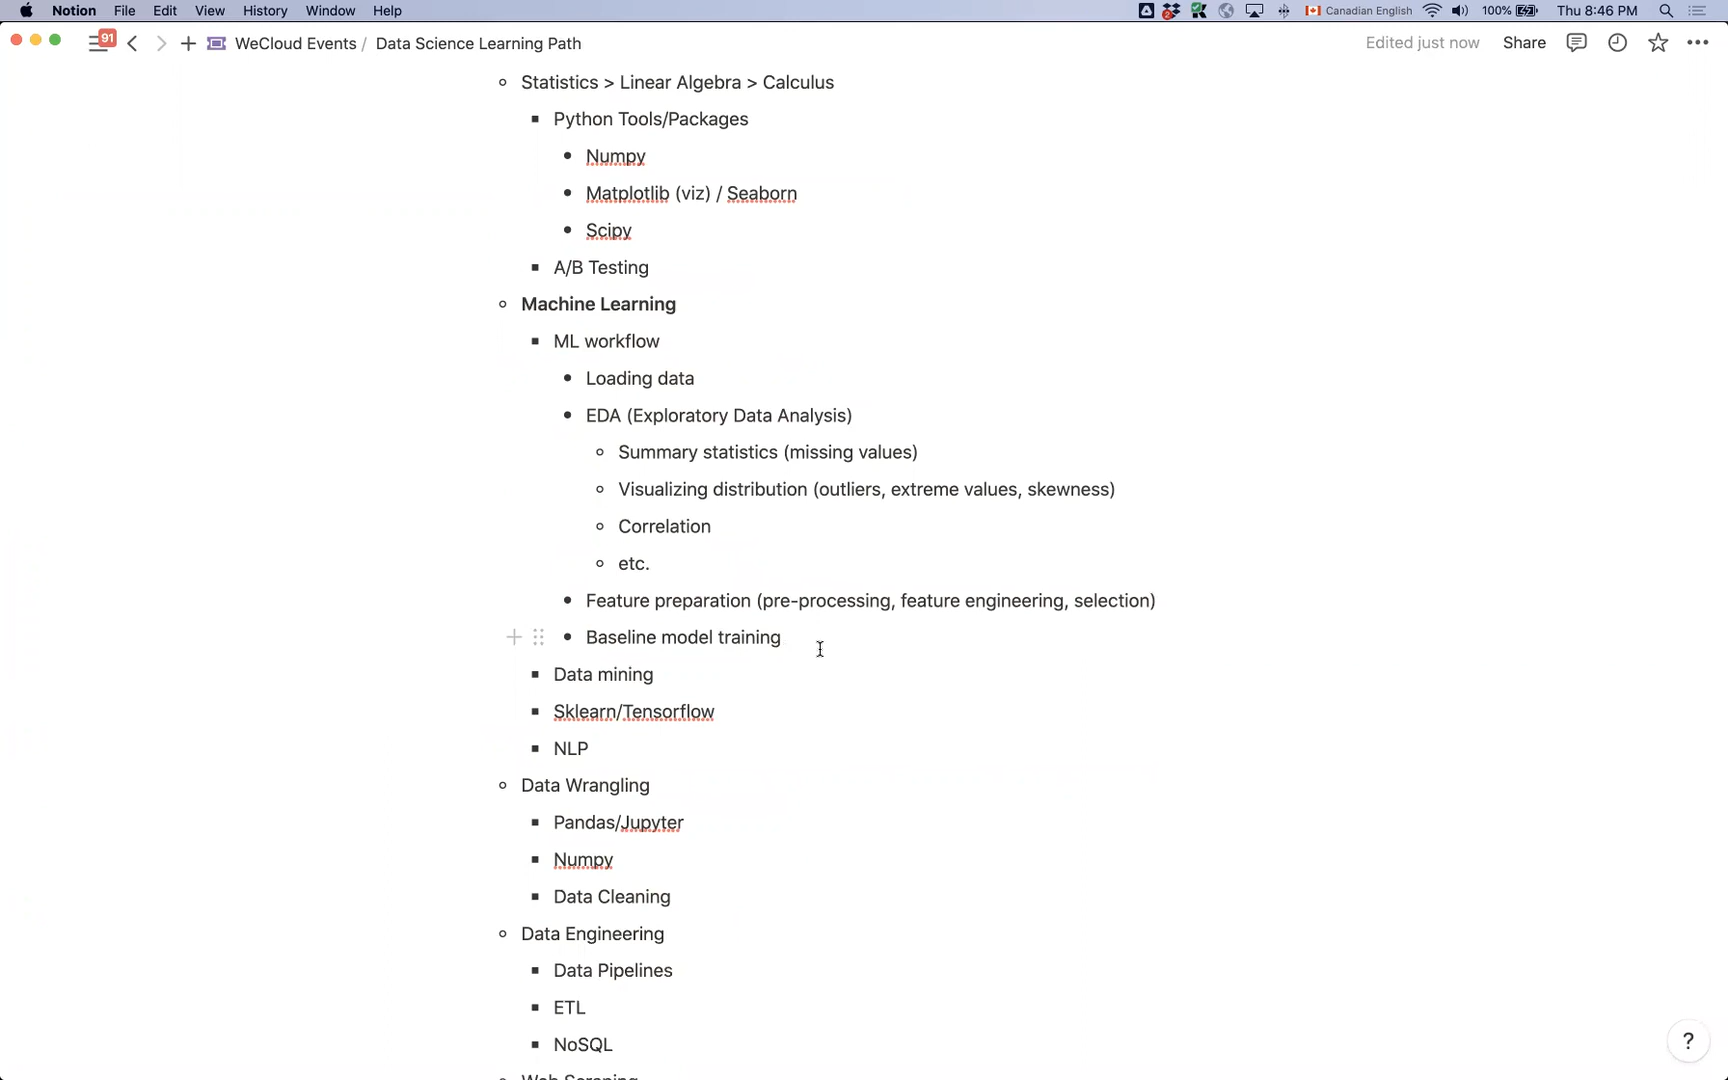 Notion File Edit View History Window Help 2 Canadian English 100% Thu 8:46 PM
91 WeCloud Events / Data Science Learning Path Edited just now Share
Statistics > Linear Algebra > Calculus
Python Tools/Packages
Numpy
Matplotlib (viz) / Seaborn
Scipy
A/B Testing
Machine Learning
ML workflow
Loading data
EDA (Exploratory Data Analysis)
Summary statistics (missing values)
Visualizing distribution (outliers, extreme values, skewness)
Correlation
etc.
Feature preparation (pre-processing, feature engineering, selection)
Baseline model training
Data mining
Sklearn/Tensorflow
NLP
Data Wrangling
Pandas/Jupyter
Numpy
Data Cleaning
Data Engineering
Data Pipelines
ETL
NoSQL
Web Scraping
?